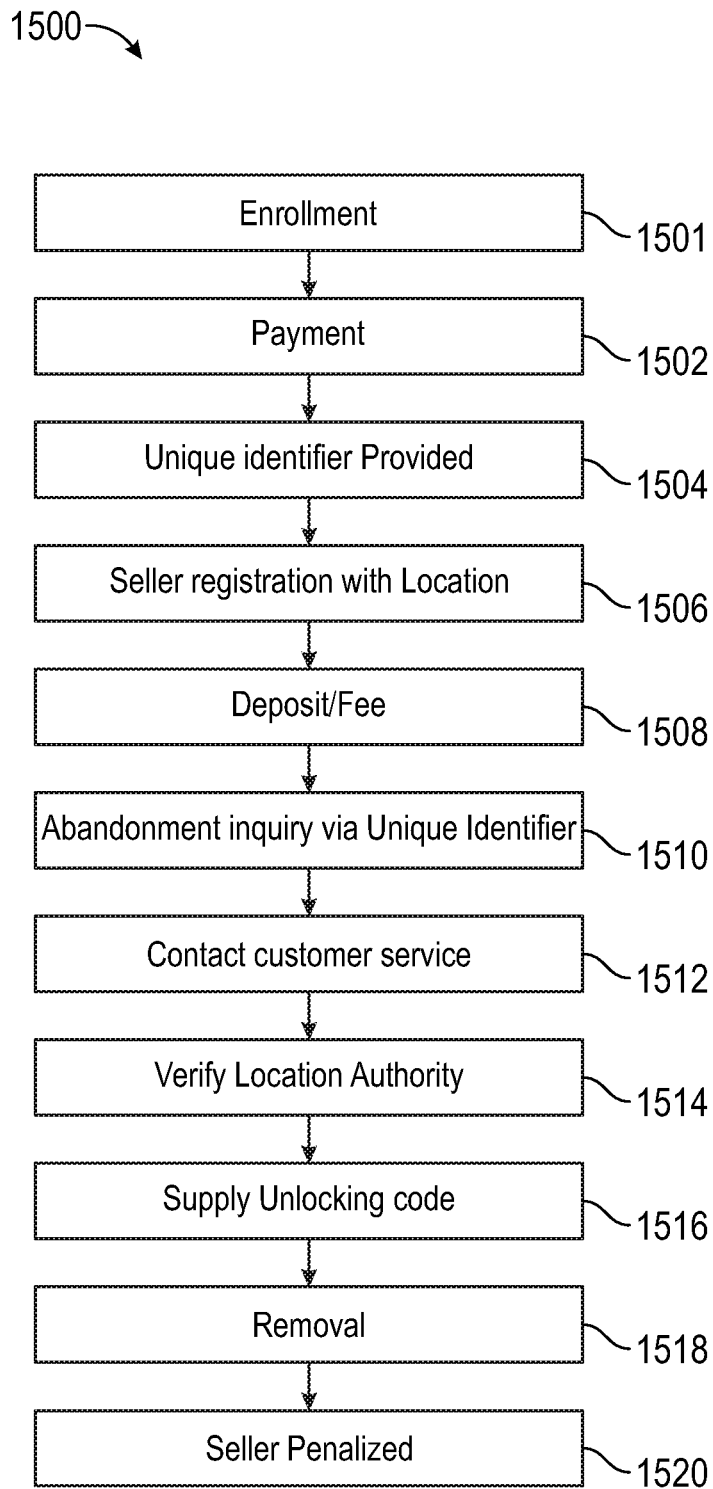 1500
Enrollment
1501
Payment
1502
Unique identifier Provided
1504
Seller registration with Location
1506
Deposit/Fee
1508
Abandonment inquiry via Unique Identifier
1510
Contact customer service
1512
Verify Location Authority
1514
Supply Unlocking code
1516
Removal
1518
Seller Penalized
1520